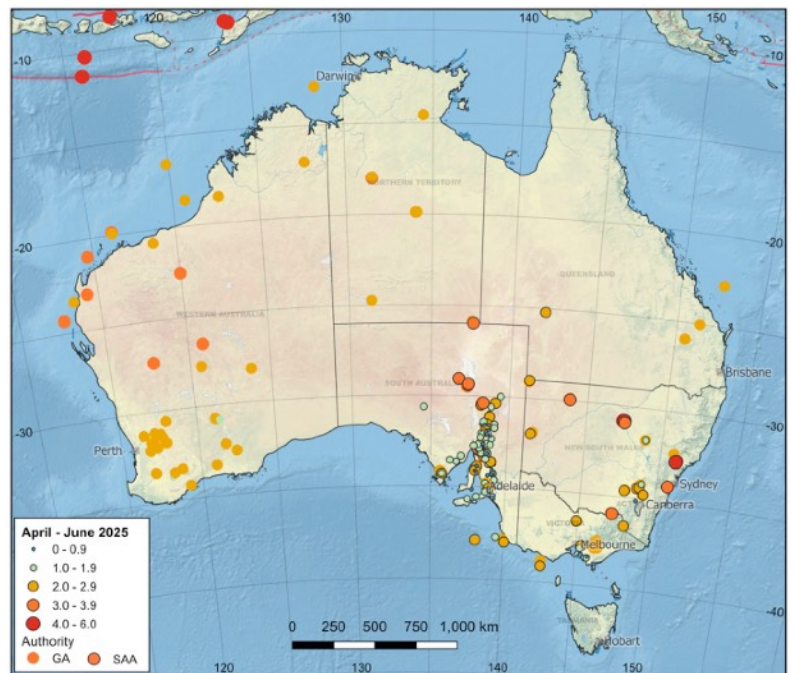 120
130
140
150
-10
-10
Darwin
NORTHERN TERRITORY
-20
-20
QUEENSLAND
WESTERN AUSTRALIA
Brisbane
SOUTH AUSTRALIA
-30
-30
Perth
NEW SOUTH WALES
Adelaide
Sydney
ACT
Canberra
VICTORIA
Melbourne
April - June 2025
0 - 0.9
1.0 - 1.9
2.0 - 2.9
3.0 - 3.9
4.0 - 6.0
Authority
GA SAA
-40
TASMANIA
Hobart
0 250 500 750 1,000 km
120
130
140
150